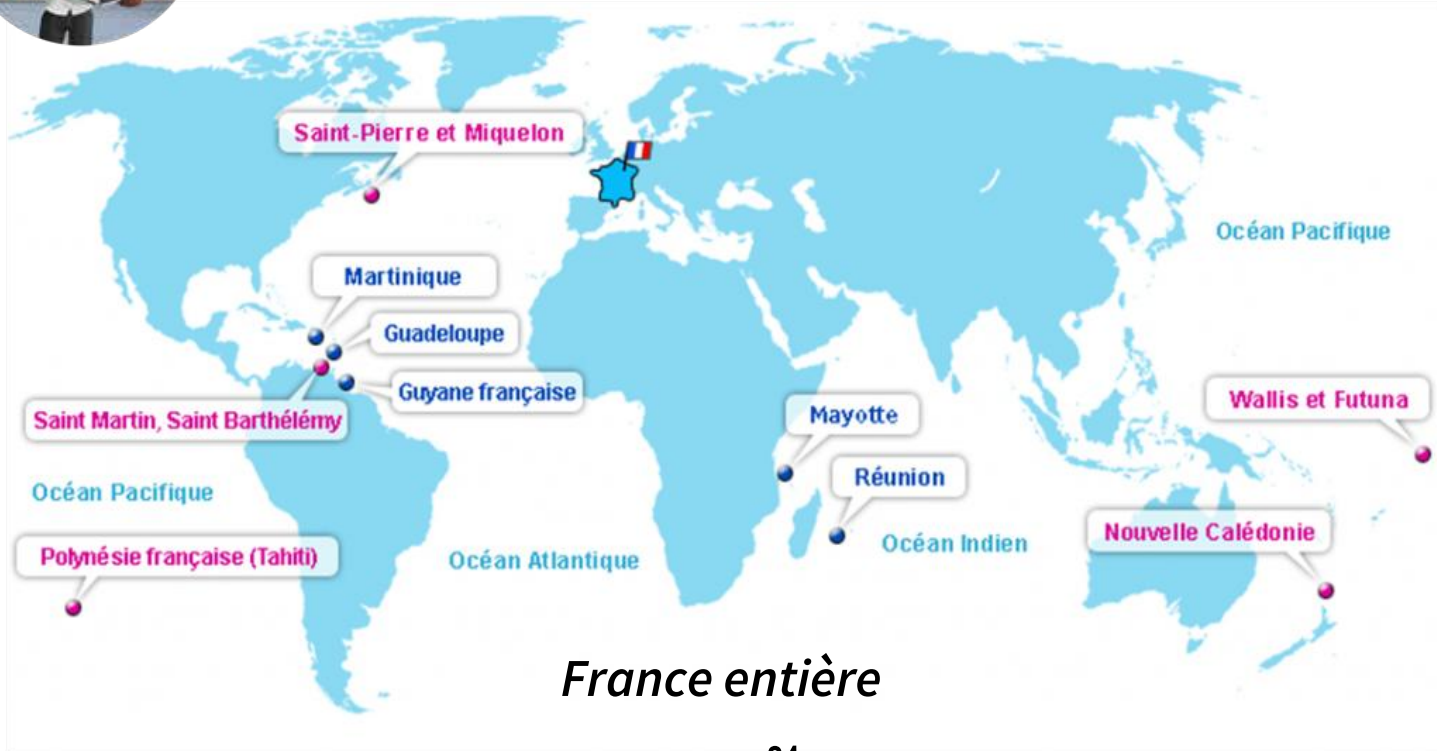 Saint-Pierre et Miquelon
Océan Pacifique
Martinique
Guadeloupe
Guyane française
Wallis et Futuna
Saint Martin, Saint Barthélémy
Mayotte
Réunion
Océan Pacifique
Nouvelle Calédonie
Océan Indien
Polynésie française (Tahiti)
Océan Atlantique
France entière